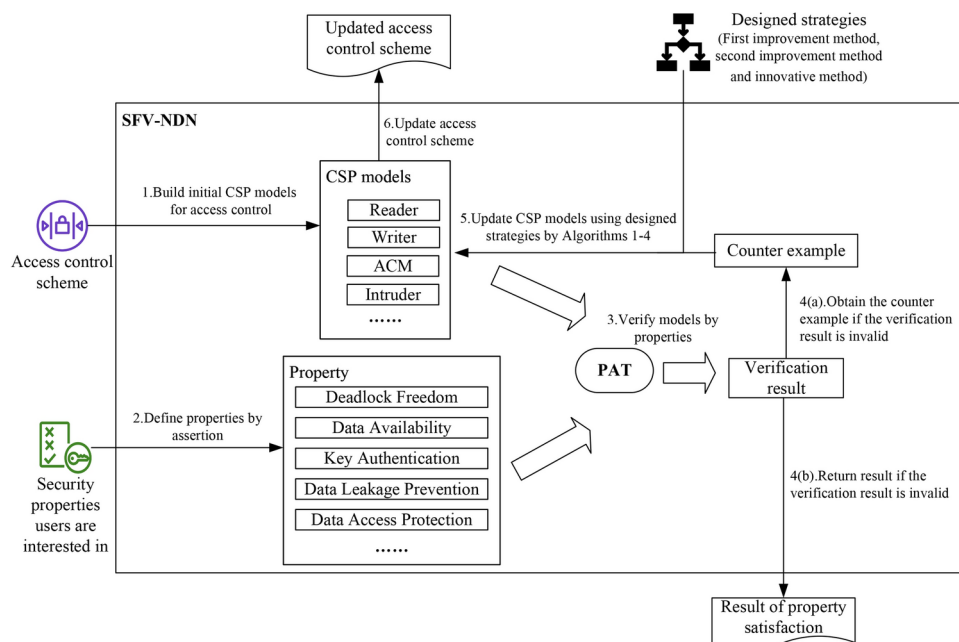 Updated access
control scheme
Designed strategies
(First improvement method,
second improvement method
and innovative method)
SFV-NDN
6.Update access
control scheme
1.Build initial CSP models
for access control
CSP models
Reader
Writer
ACM
Intruder
......
5.Update CSP models using designed
strategies by Algorithms 1-4
Counter example
Access control
scheme
4(a).Obtain the counter
example if the verification
result is invalid
3.Verify models by
properties
PAT
Verification
result
Property
Deadlock Freedom
Data Availability
Key Authentication
Data Leakage Prevention
Data Access Protection
......
2.Define properties by
assertion
Security
properties
users are
interested in
4(b).Return result if the
verification result is invalid
Result of property
satisfaction